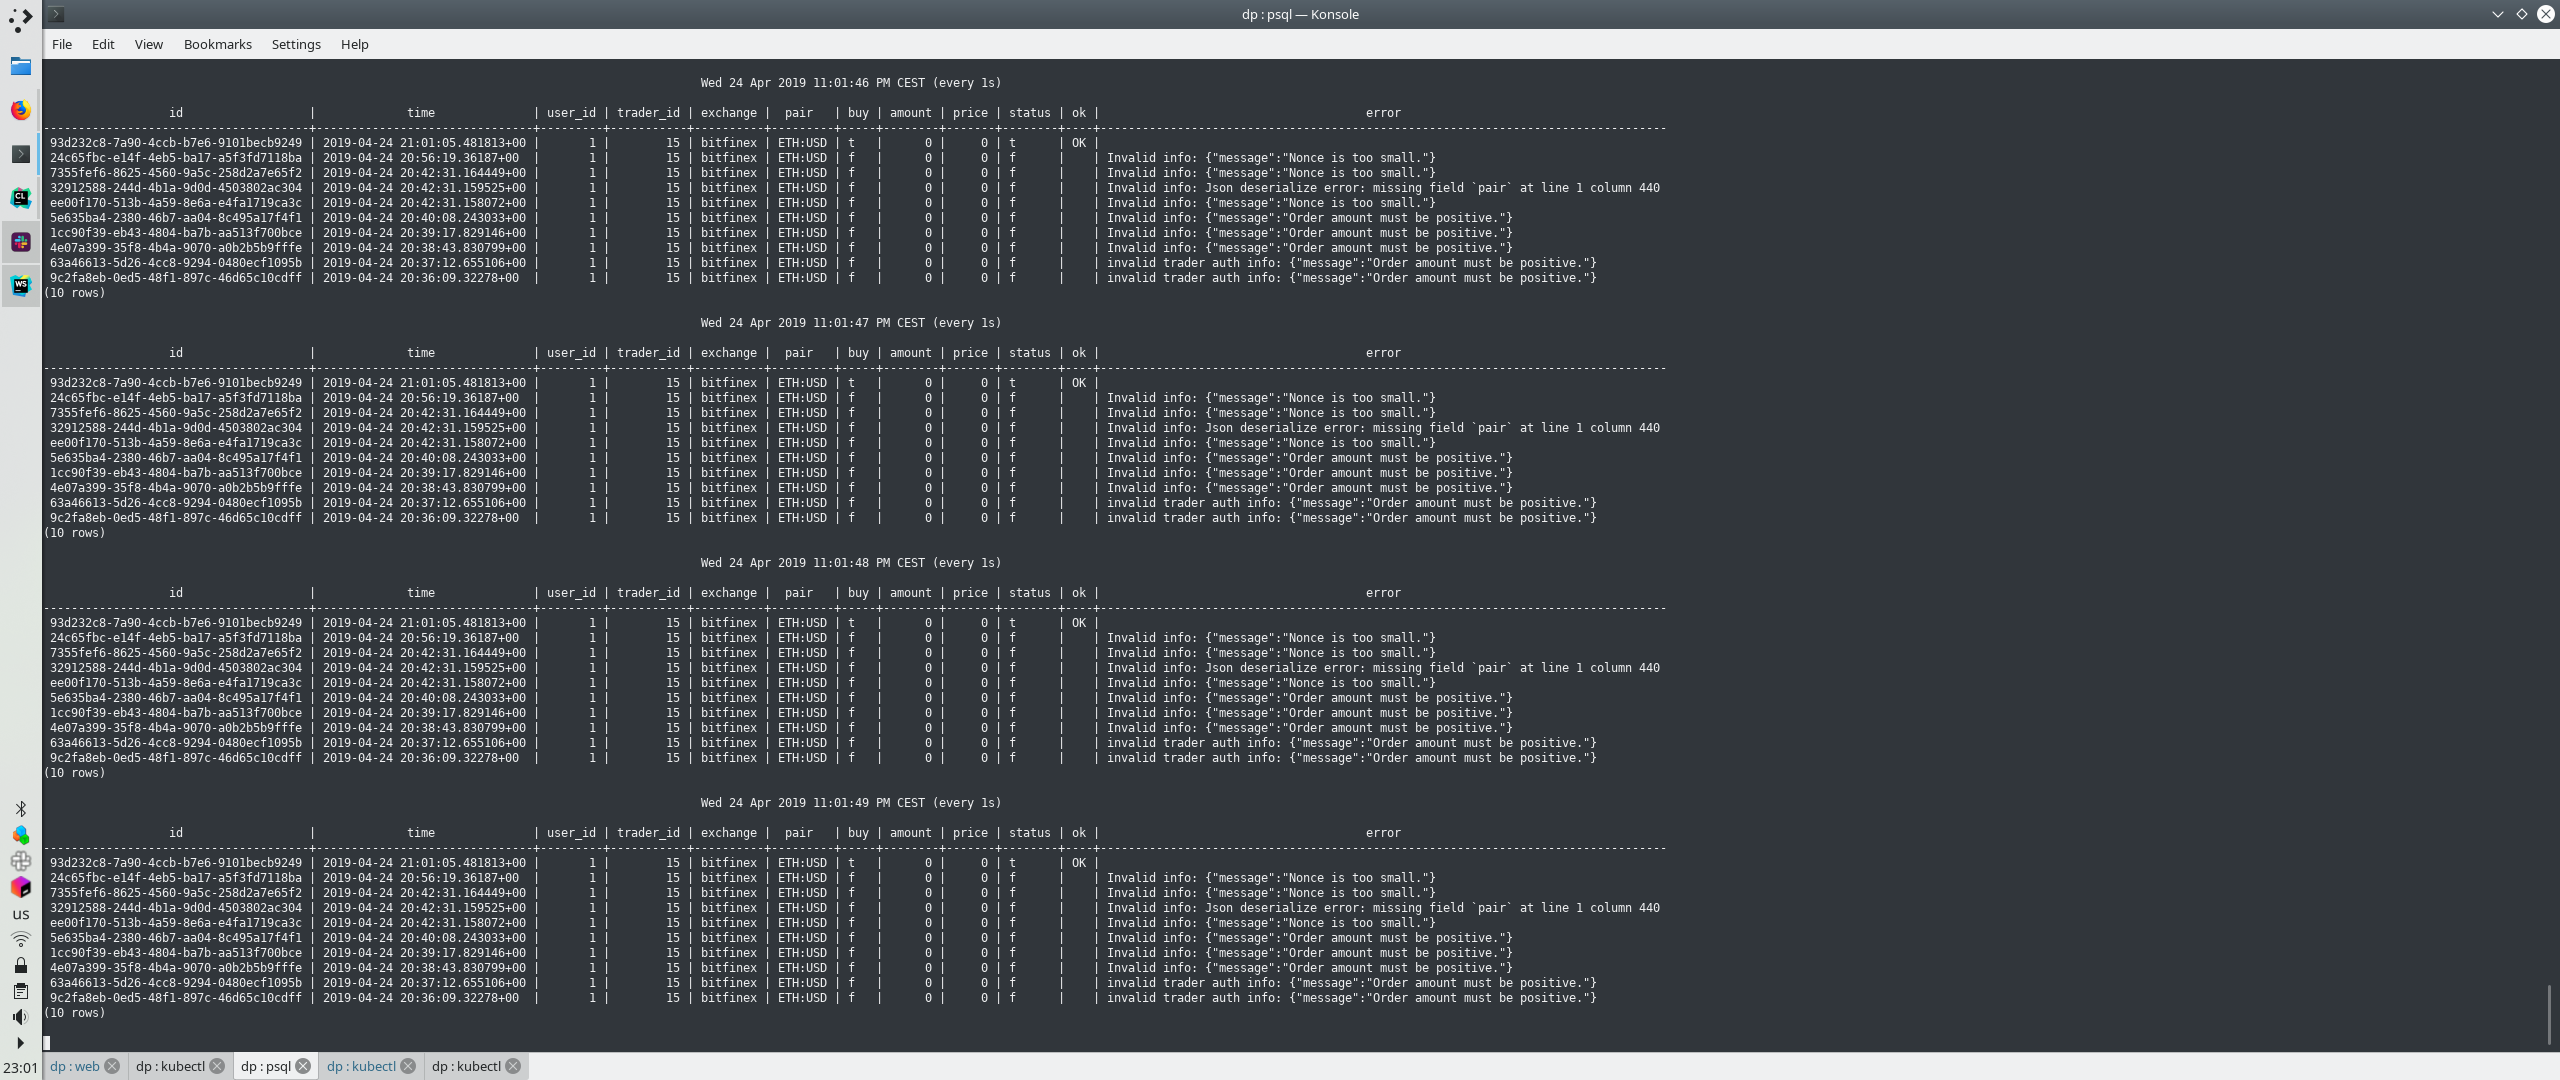 dp : psql — Konsole
File Edit View Bookmarks Settings Help
Wed 24 Apr 2019 11:01:46 PM CEST (every 1s)
id | time | user_id | trader_id | exchange | pair | buy | amount | price | status | ok | error
93d232c8-7a90-4ccb-b7e6-9101becb9249 | 2019-04-24 21:01:05.481813+00 | 1 | 15 | bitfinex | ETH:USD | t | 0 | 0 | t | OK |
24c65fbc-e14f-4eb5-ba17-a5f3fd7118ba | 2019-04-24 20:56:19.36187+00 | 1 | 15 | bitfinex | ETH:USD | f | 0 | 0 | f | | Invalid info: {"message":"Nonce is too small."}
7355fef6-8625-4560-9a5c-258d2a7e65f2 | 2019-04-24 20:42:31.164449+00 | 1 | 15 | bitfinex | ETH:USD | f | 0 | 0 | f | | Invalid info: {"message":"Nonce is too small."}
32912588-244d-4b1a-9d0d-4503802ac304 | 2019-04-24 20:42:31.159525+00 | 1 | 15 | bitfinex | ETH:USD | f | 0 | 0 | f | | Invalid info: Json deserialize error: missing field `pair` at line 1 column 440
ee00f170-513b-4a59-8e6a-e4fa1719ca3c | 2019-04-24 20:42:31.158072+00 | 1 | 15 | bitfinex | ETH:USD | f | 0 | 0 | f | | Invalid info: {"message":"Nonce is too small."}
5e635ba4-2380-46b7-aa04-8c495a17f4f1 | 2019-04-24 20:40:08.243033+00 | 1 | 15 | bitfinex | ETH:USD | f | 0 | 0 | f | | Invalid info: {"message":"Order amount must be positive."}
1cc90f39-eb43-4804-ba7b-aa513f700bce | 2019-04-24 20:39:17.829146+00 | 1 | 15 | bitfinex | ETH:USD | f | 0 | 0 | f | | Invalid info: {"message":"Order amount must be positive."}
4e07a399-35f8-4b4a-9070-a0b2b5b9fffe | 2019-04-24 20:38:43.830799+00 | 1 | 15 | bitfinex | ETH:USD | f | 0 | 0 | f | | Invalid info: {"message":"Order amount must be positive."}
63a46613-5d26-4cc8-9294-0480ecf1095b | 2019-04-24 20:37:12.655106+00 | 1 | 15 | bitfinex | ETH:USD | f | 0 | 0 | f | | invalid trader auth info: {"message":"Order amount must be positive."}
9c2fa8eb-0ed5-48f1-897c-46d65c10cdff | 2019-04-24 20:36:09.32278+00 | 1 | 15 | bitfinex | ETH:USD | f | 0 | 0 | f | | invalid trader auth info: {"message":"Order amount must be positive."}
(10 rows)
Wed 24 Apr 2019 11:01:47 PM CEST (every 1s)
id | time | user_id | trader_id | exchange | pair | buy | amount | price | status | ok | error
93d232c8-7a90-4ccb-b7e6-9101becb9249 | 2019-04-24 21:01:05.481813+00 | 1 | 15 | bitfinex | ETH:USD | t | 0 | 0 | t | OK |
24c65fbc-e14f-4eb5-ba17-a5f3fd7118ba | 2019-04-24 20:56:19.36187+00 | 1 | 15 | bitfinex | ETH:USD | f | 0 | 0 | f | | Invalid info: {"message":"Nonce is too small."}
7355fef6-8625-4560-9a5c-258d2a7e65f2 | 2019-04-24 20:42:31.164449+00 | 1 | 15 | bitfinex | ETH:USD | f | 0 | 0 | f | | Invalid info: {"message":"Nonce is too small."}
32912588-244d-4b1a-9d0d-4503802ac304 | 2019-04-24 20:42:31.159525+00 | 1 | 15 | bitfinex | ETH:USD | f | 0 | 0 | f | | Invalid info: Json deserialize error: missing field `pair` at line 1 column 440
ee00f170-513b-4a59-8e6a-e4fa1719ca3c | 2019-04-24 20:42:31.158072+00 | 1 | 15 | bitfinex | ETH:USD | f | 0 | 0 | f | | Invalid info: {"message":"Nonce is too small."}
5e635ba4-2380-46b7-aa04-8c495a17f4f1 | 2019-04-24 20:40:08.243033+00 | 1 | 15 | bitfinex | ETH:USD | f | 0 | 0 | f | | Invalid info: {"message":"Order amount must be positive."}
1cc90f39-eb43-4804-ba7b-aa513f700bce | 2019-04-24 20:39:17.829146+00 | 1 | 15 | bitfinex | ETH:USD | f | 0 | 0 | f | | Invalid info: {"message":"Order amount must be positive."}
4e07a399-35f8-4b4a-9070-a0b2b5b9fffe | 2019-04-24 20:38:43.830799+00 | 1 | 15 | bitfinex | ETH:USD | f | 0 | 0 | f | | Invalid info: {"message":"Order amount must be positive."}
63a46613-5d26-4cc8-9294-0480ecf1095b | 2019-04-24 20:37:12.655106+00 | 1 | 15 | bitfinex | ETH:USD | f | 0 | 0 | f | | invalid trader auth info: {"message":"Order amount must be positive."}
9c2fa8eb-0ed5-48f1-897c-46d65c10cdff | 2019-04-24 20:36:09.32278+00 | 1 | 15 | bitfinex | ETH:USD | f | 0 | 0 | f | | invalid trader auth info: {"message":"Order amount must be positive."}
(10 rows)
Wed 24 Apr 2019 11:01:48 PM CEST (every 1s)
id | time | user_id | trader_id | exchange | pair | buy | amount | price | status | ok | error
93d232c8-7a90-4ccb-b7e6-9101becb9249 | 2019-04-24 21:01:05.481813+00 | 1 | 15 | bitfinex | ETH:USD | t | 0 | 0 | t | OK |
24c65fbc-e14f-4eb5-ba17-a5f3fd7118ba | 2019-04-24 20:56:19.36187+00 | 1 | 15 | bitfinex | ETH:USD | f | 0 | 0 | f | | Invalid info: {"message":"Nonce is too small."}
7355fef6-8625-4560-9a5c-258d2a7e65f2 | 2019-04-24 20:42:31.164449+00 | 1 | 15 | bitfinex | ETH:USD | f | 0 | 0 | f | | Invalid info: {"message":"Nonce is too small."}
32912588-244d-4b1a-9d0d-4503802ac304 | 2019-04-24 20:42:31.159525+00 | 1 | 15 | bitfinex | ETH:USD | f | 0 | 0 | f | | Invalid info: Json deserialize error: missing field `pair` at line 1 column 440
ee00f170-513b-4a59-8e6a-e4fa1719ca3c | 2019-04-24 20:42:31.158072+00 | 1 | 15 | bitfinex | ETH:USD | f | 0 | 0 | f | | Invalid info: {"message":"Nonce is too small."}
5e635ba4-2380-46b7-aa04-8c495a17f4f1 | 2019-04-24 20:40:08.243033+00 | 1 | 15 | bitfinex | ETH:USD | f | 0 | 0 | f | | Invalid info: {"message":"Order amount must be positive."}
1cc90f39-eb43-4804-ba7b-aa513f700bce | 2019-04-24 20:39:17.829146+00 | 1 | 15 | bitfinex | ETH:USD | f | 0 | 0 | f | | Invalid info: {"message":"Order amount must be positive."}
4e07a399-35f8-4b4a-9070-a0b2b5b9fffe | 2019-04-24 20:38:43.830799+00 | 1 | 15 | bitfinex | ETH:USD | f | 0 | 0 | f | | Invalid info: {"message":"Order amount must be positive."}
63a46613-5d26-4cc8-9294-0480ecf1095b | 2019-04-24 20:37:12.655106+00 | 1 | 15 | bitfinex | ETH:USD | f | 0 | 0 | f | | invalid trader auth info: {"message":"Order amount must be positive."}
9c2fa8eb-0ed5-48f1-897c-46d65c10cdff | 2019-04-24 20:36:09.32278+00 | 1 | 15 | bitfinex | ETH:USD | f | 0 | 0 | f | | invalid trader auth info: {"message":"Order amount must be positive."}
(10 rows)
Wed 24 Apr 2019 11:01:49 PM CEST (every 1s)
id | time | user_id | trader_id | exchange | pair | buy | amount | price | status | ok | error
93d232c8-7a90-4ccb-b7e6-9101becb9249 | 2019-04-24 21:01:05.481813+00 | 1 | 15 | bitfinex | ETH:USD | t | 0 | 0 | t | OK |
24c65fbc-e14f-4eb5-ba17-a5f3fd7118ba | 2019-04-24 20:56:19.36187+00 | 1 | 15 | bitfinex | ETH:USD | f | 0 | 0 | f | | Invalid info: {"message":"Nonce is too small."}
7355fef6-8625-4560-9a5c-258d2a7e65f2 | 2019-04-24 20:42:31.164449+00 | 1 | 15 | bitfinex | ETH:USD | f | 0 | 0 | f | | Invalid info: {"message":"Nonce is too small."}
32912588-244d-4b1a-9d0d-4503802ac304 | 2019-04-24 20:42:31.159525+00 | 1 | 15 | bitfinex | ETH:USD | f | 0 | 0 | f | | Invalid info: Json deserialize error: missing field `pair` at line 1 column 440
ee00f170-513b-4a59-8e6a-e4fa1719ca3c | 2019-04-24 20:42:31.158072+00 | 1 | 15 | bitfinex | ETH:USD | f | 0 | 0 | f | | Invalid info: {"message":"Nonce is too small."}
5e635ba4-2380-46b7-aa04-8c495a17f4f1 | 2019-04-24 20:40:08.243033+00 | 1 | 15 | bitfinex | ETH:USD | f | 0 | 0 | f | | Invalid info: {"message":"Order amount must be positive."}
1cc90f39-eb43-4804-ba7b-aa513f700bce | 2019-04-24 20:39:17.829146+00 | 1 | 15 | bitfinex | ETH:USD | f | 0 | 0 | f | | Invalid info: {"message":"Order amount must be positive."}
4e07a399-35f8-4b4a-9070-a0b2b5b9fffe | 2019-04-24 20:38:43.830799+00 | 1 | 15 | bitfinex | ETH:USD | f | 0 | 0 | f | | Invalid info: {"message":"Order amount must be positive."}
63a46613-5d26-4cc8-9294-0480ecf1095b | 2019-04-24 20:37:12.655106+00 | 1 | 15 | bitfinex | ETH:USD | f | 0 | 0 | f | | invalid trader auth info: {"message":"Order amount must be positive."}
9c2fa8eb-0ed5-48f1-897c-46d65c10cdff | 2019-04-24 20:36:09.32278+00 | 1 | 15 | bitfinex | ETH:USD | f | 0 | 0 | f | | invalid trader auth info: {"message":"Order amount must be positive."}
(10 rows)
CL
WS
us
23:01
dp : web dp : kubectl dp : psql dp : kubectl dp : kubectl